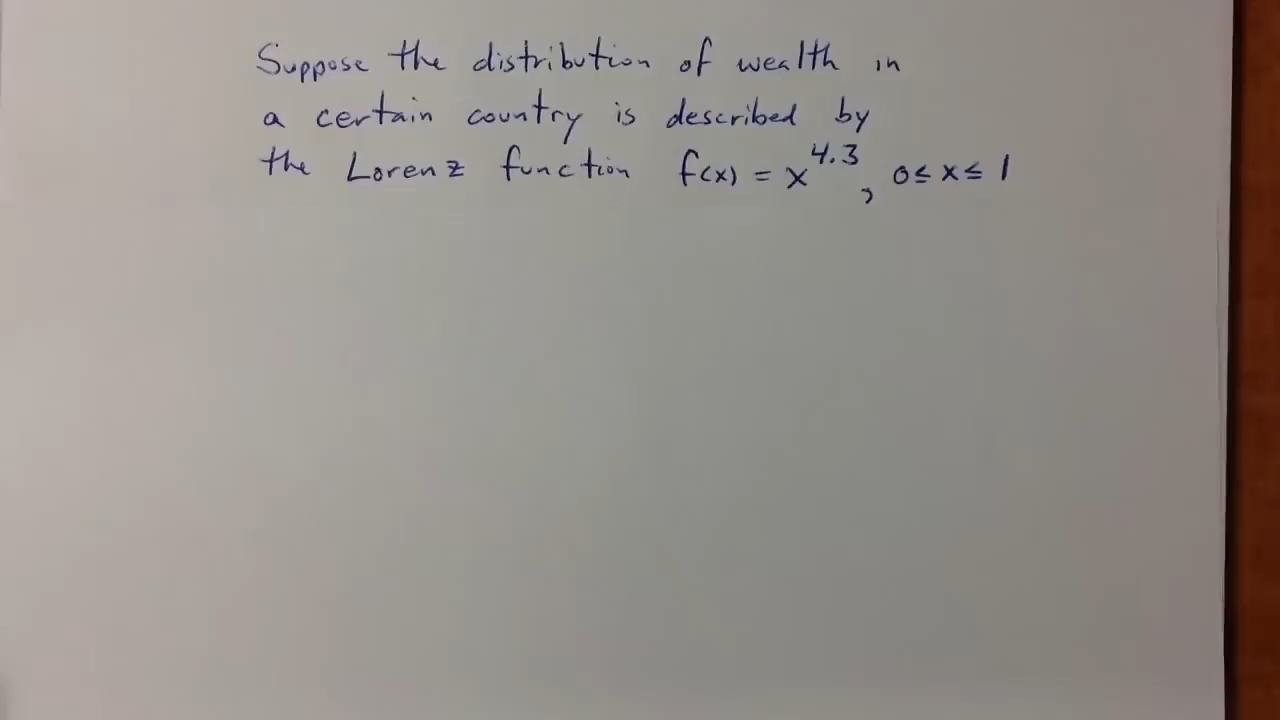 Suppose the distribution of wealth in
a certain country is described by
the Lorenz function f(x) = x^4.3, 0 ≤ x ≤ 1